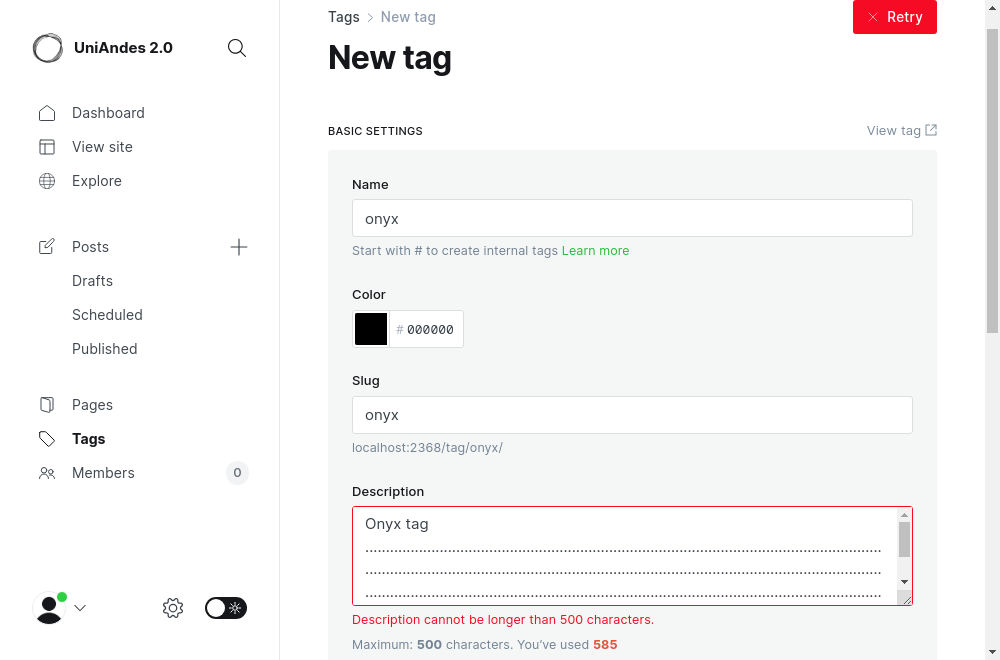 UniAndes 2.0
Dashboard
View site
Explore
Posts
Drafts
Scheduled
Published
Pages
Tags
Members
0
Tags > New tag
Retry
New tag
BASIC SETTINGS
View tag
Name
onyx
Start with # to create internal tags Learn more
Color
# 000000
Slug
onyx
localhost:2368/tag/onyx/
Description
Onyx tag
Description cannot be longer than 500 characters.
Maximum: 500 characters. You've used 585